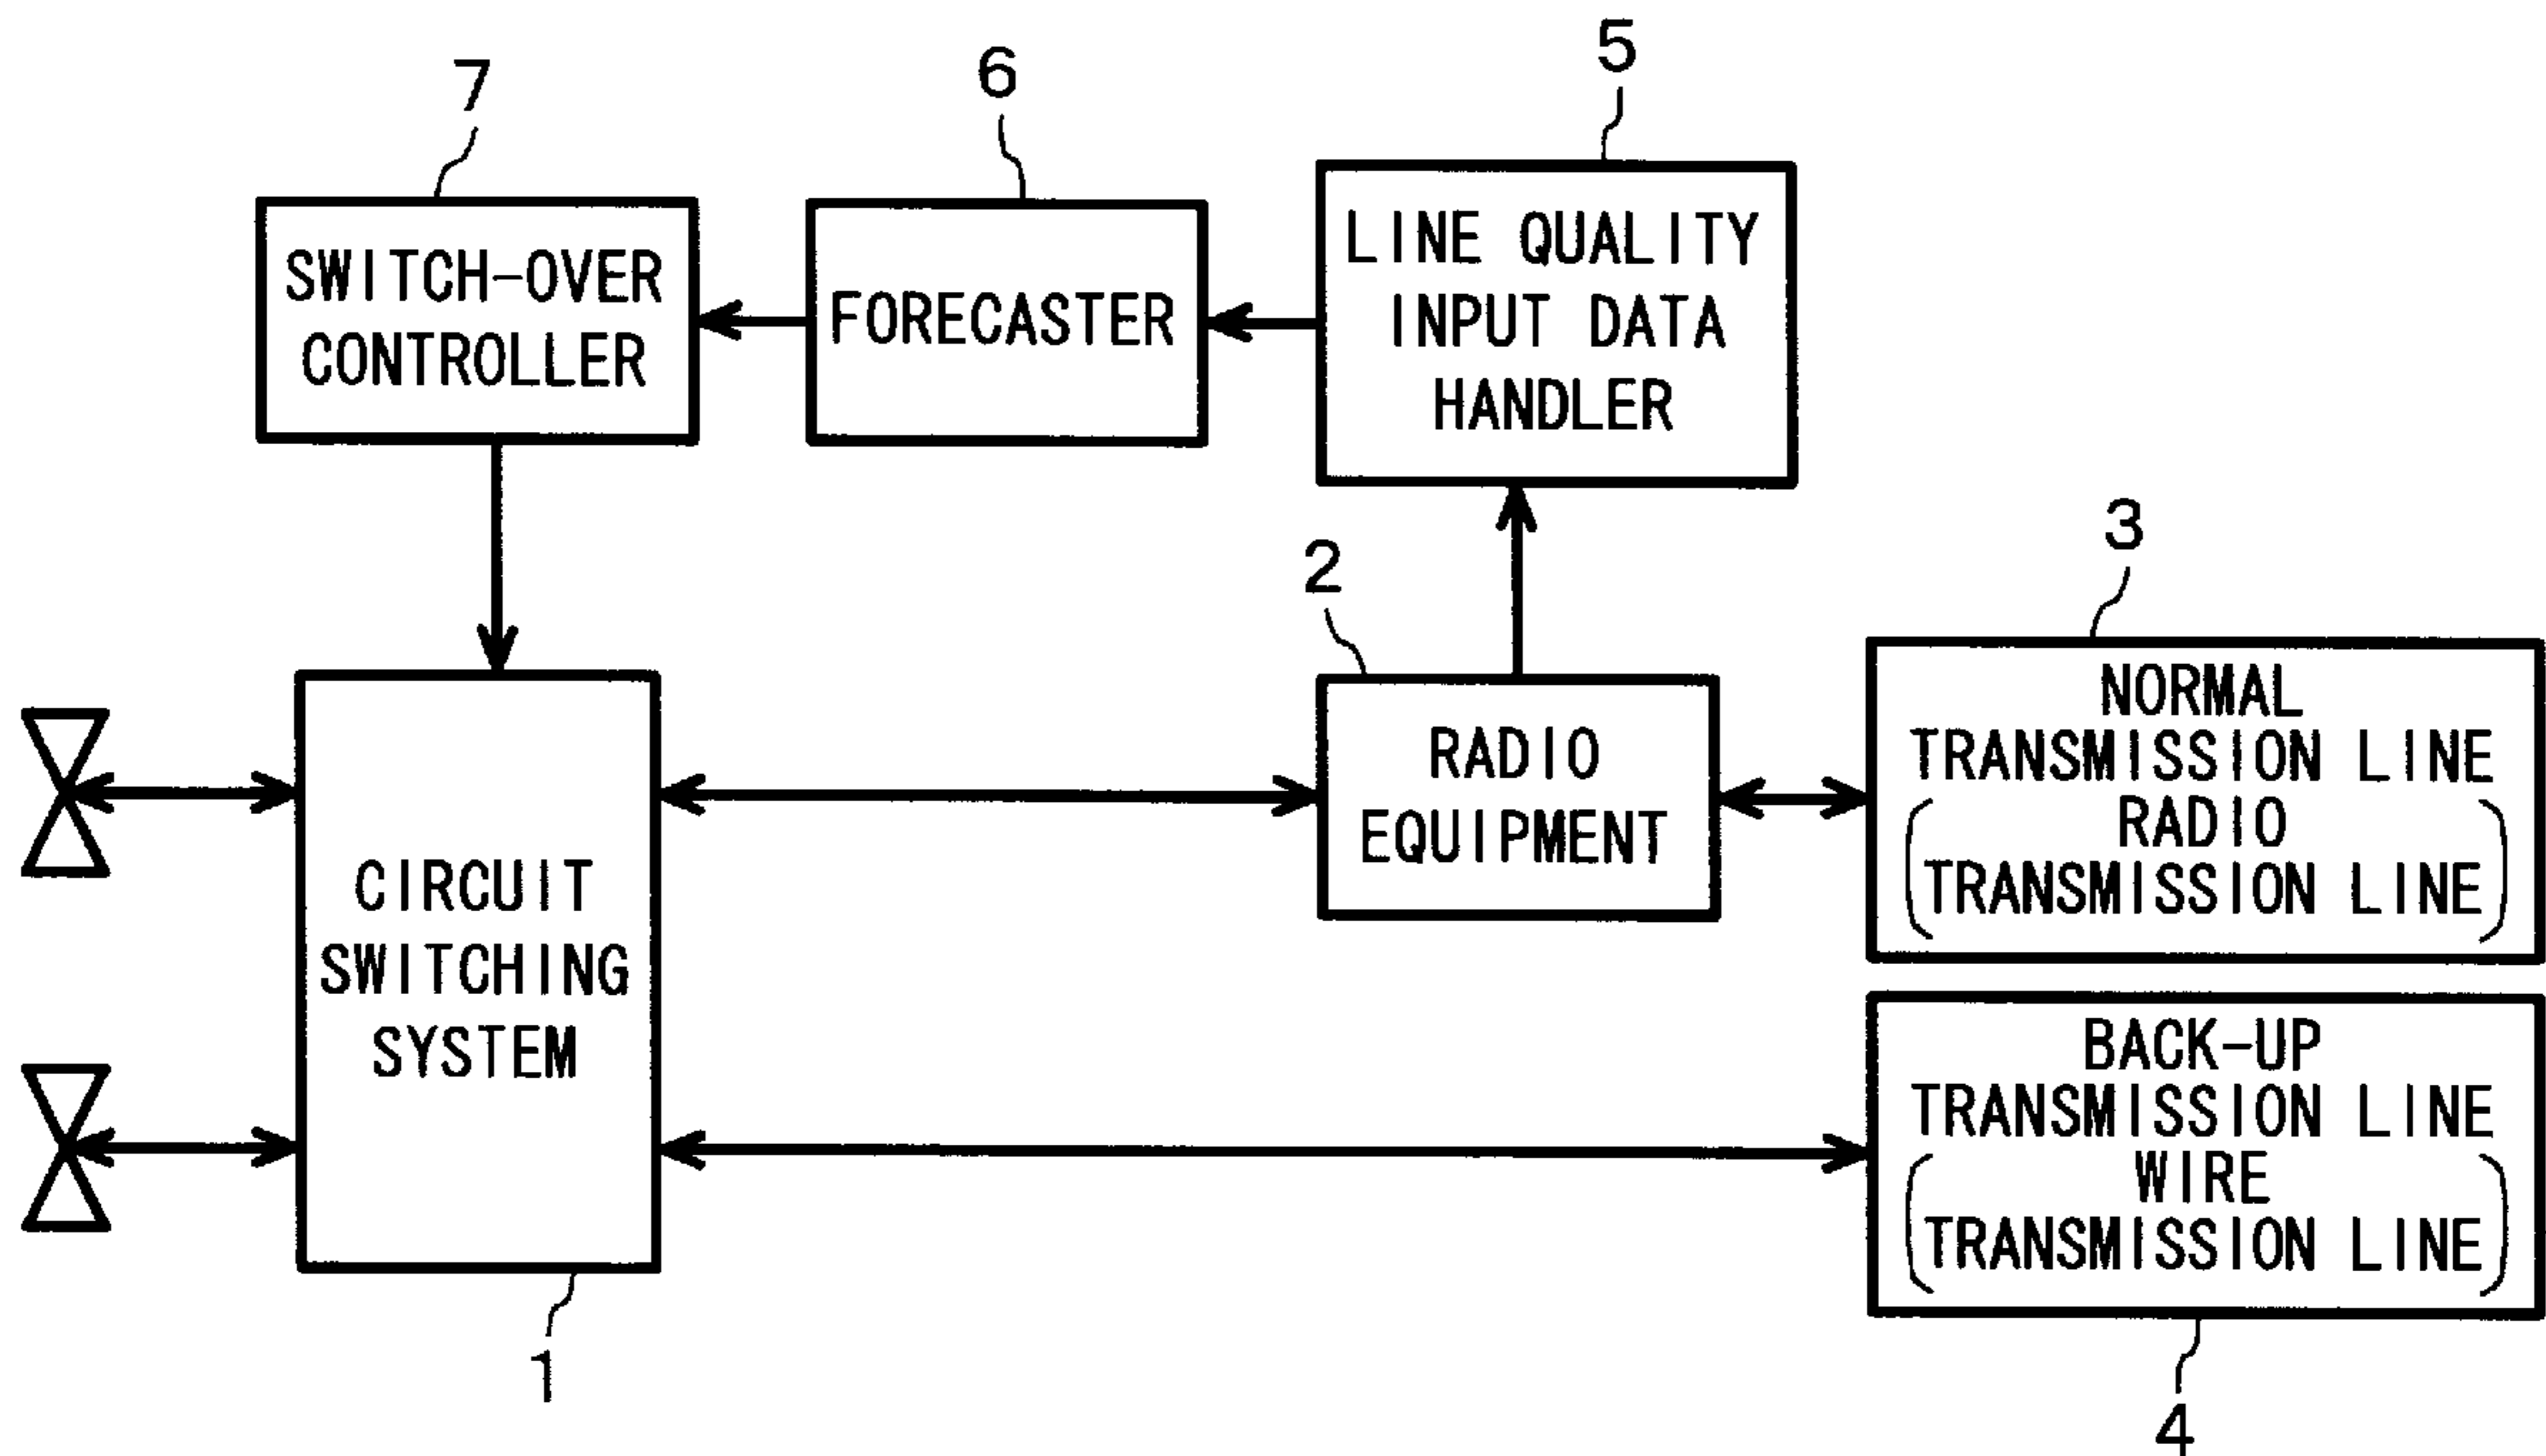 7
6
5
SWITCH-OVER
CONTROLLER
FORECASTER
LINE QUALITY
INPUT DATA
HANDLER
2
3
RADIO
EQUIPMENT
NORMAL
TRANSMISSION LINE
(RADIO
TRANSMISSION LINE)
CIRCUIT
SWITCHING
SYSTEM
BACK-UP
TRANSMISSION LINE
(WIRE
TRANSMISSION LINE)
1
4